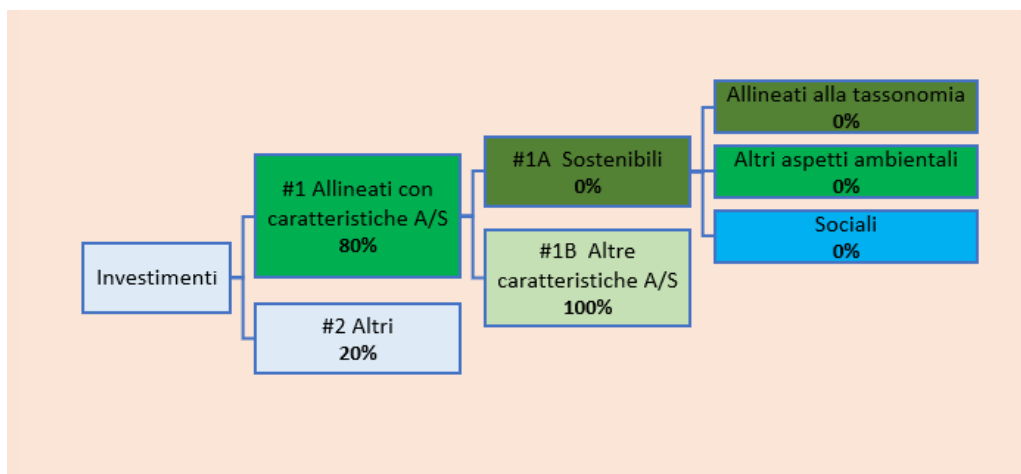 Investimenti
#1 Allineati con
caratteristiche A/S
80%
#2 Altri
20%
#1A Sostenibili
0%
#1B Altre
caratteristiche A/S
100%
Allineati alla tassonomia
0%
Altri aspetti ambientali
0%
Sociali
0%